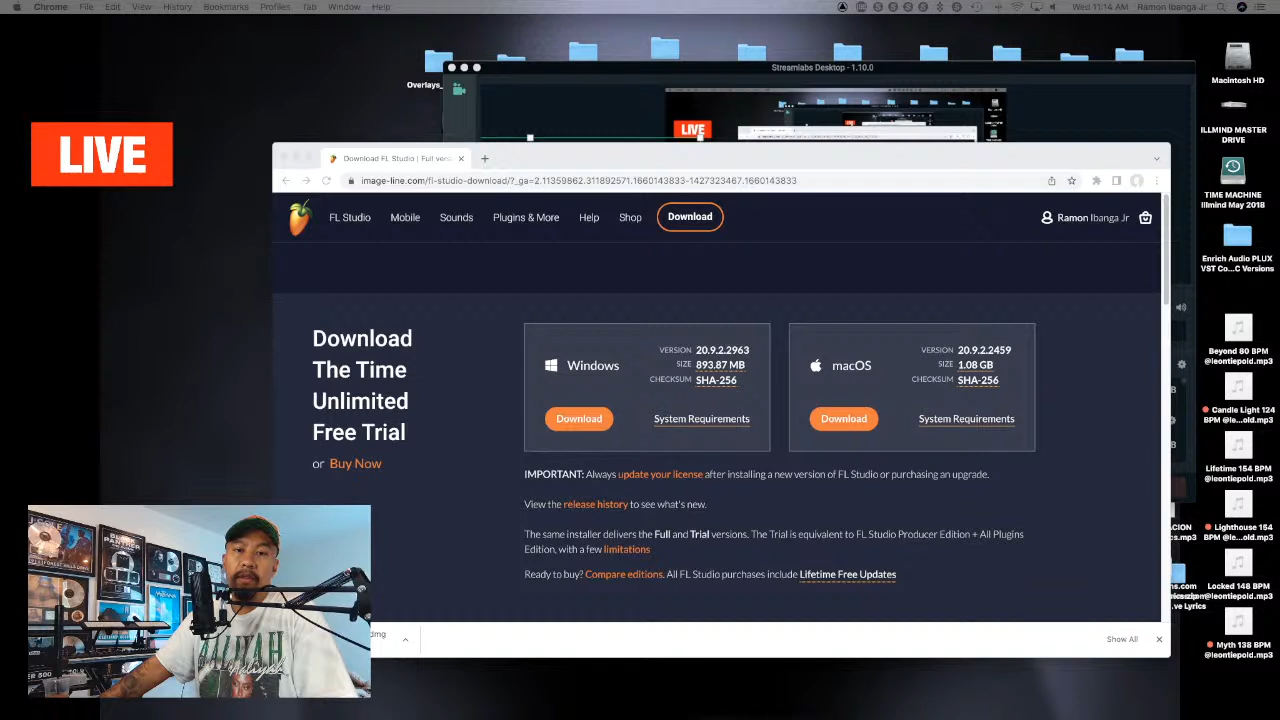 Chrome File Edit View History Bookmarks Profiles Tab Window Help
Wed 11:14 AM Ramon Ibanga Jr
Streamlabs Desktop - 1.10.0
Overlays_
Macintosh HD
LIVE
LIVE
ILLMIND MASTER
DRIVE
Download FL Studio | Full vers
image-line.com/fl-studio-download/?_ga=2.11359862.311892571.1660143833-1427323467.1660143833
TIME MACHINE
Illmind May 2018
FL Studio Mobile Sounds Plugins & More Help Shop Download
Ramon Ibanga Jr
Enrich Audio PLUX
VST Co...C Versions
Download
The Time
Unlimited
Free Trial
or Buy Now
Windows
VERSION 20.9.2.2963
SIZE 893.87 MB
CHECKSUM SHA-256
Download System Requirements
macOS
VERSION 20.9.2.2459
SIZE 1.08 GB
CHECKSUM SHA-256
Download System Requirements
IMPORTANT: Always update your license after installing a new version of FL Studio or purchasing an upgrade.
View the release history to see what's new.
The same installer delivers the Full and Trial versions. The Trial is equivalent to FL Studio Producer Edition + All Plugins
Edition, with a few limitations
Ready to buy? Compare editions. All FL Studio purchases include Lifetime Free Updates
Beyond 80 BPM
@leontiepold.mp3
Candle Light 124
BPM @le...old.mp3
Lifetime 154 BPM
@leontiepold.mp3
Lighthouse 154
BPM @le...old.mp3
Locked 148 BPM
@leontiepold.mp3
Myth 138 BPM
@leontiepold.mp3
dmg
Show All
BLACK
PANTHER
AALIYAH
Aaliyah